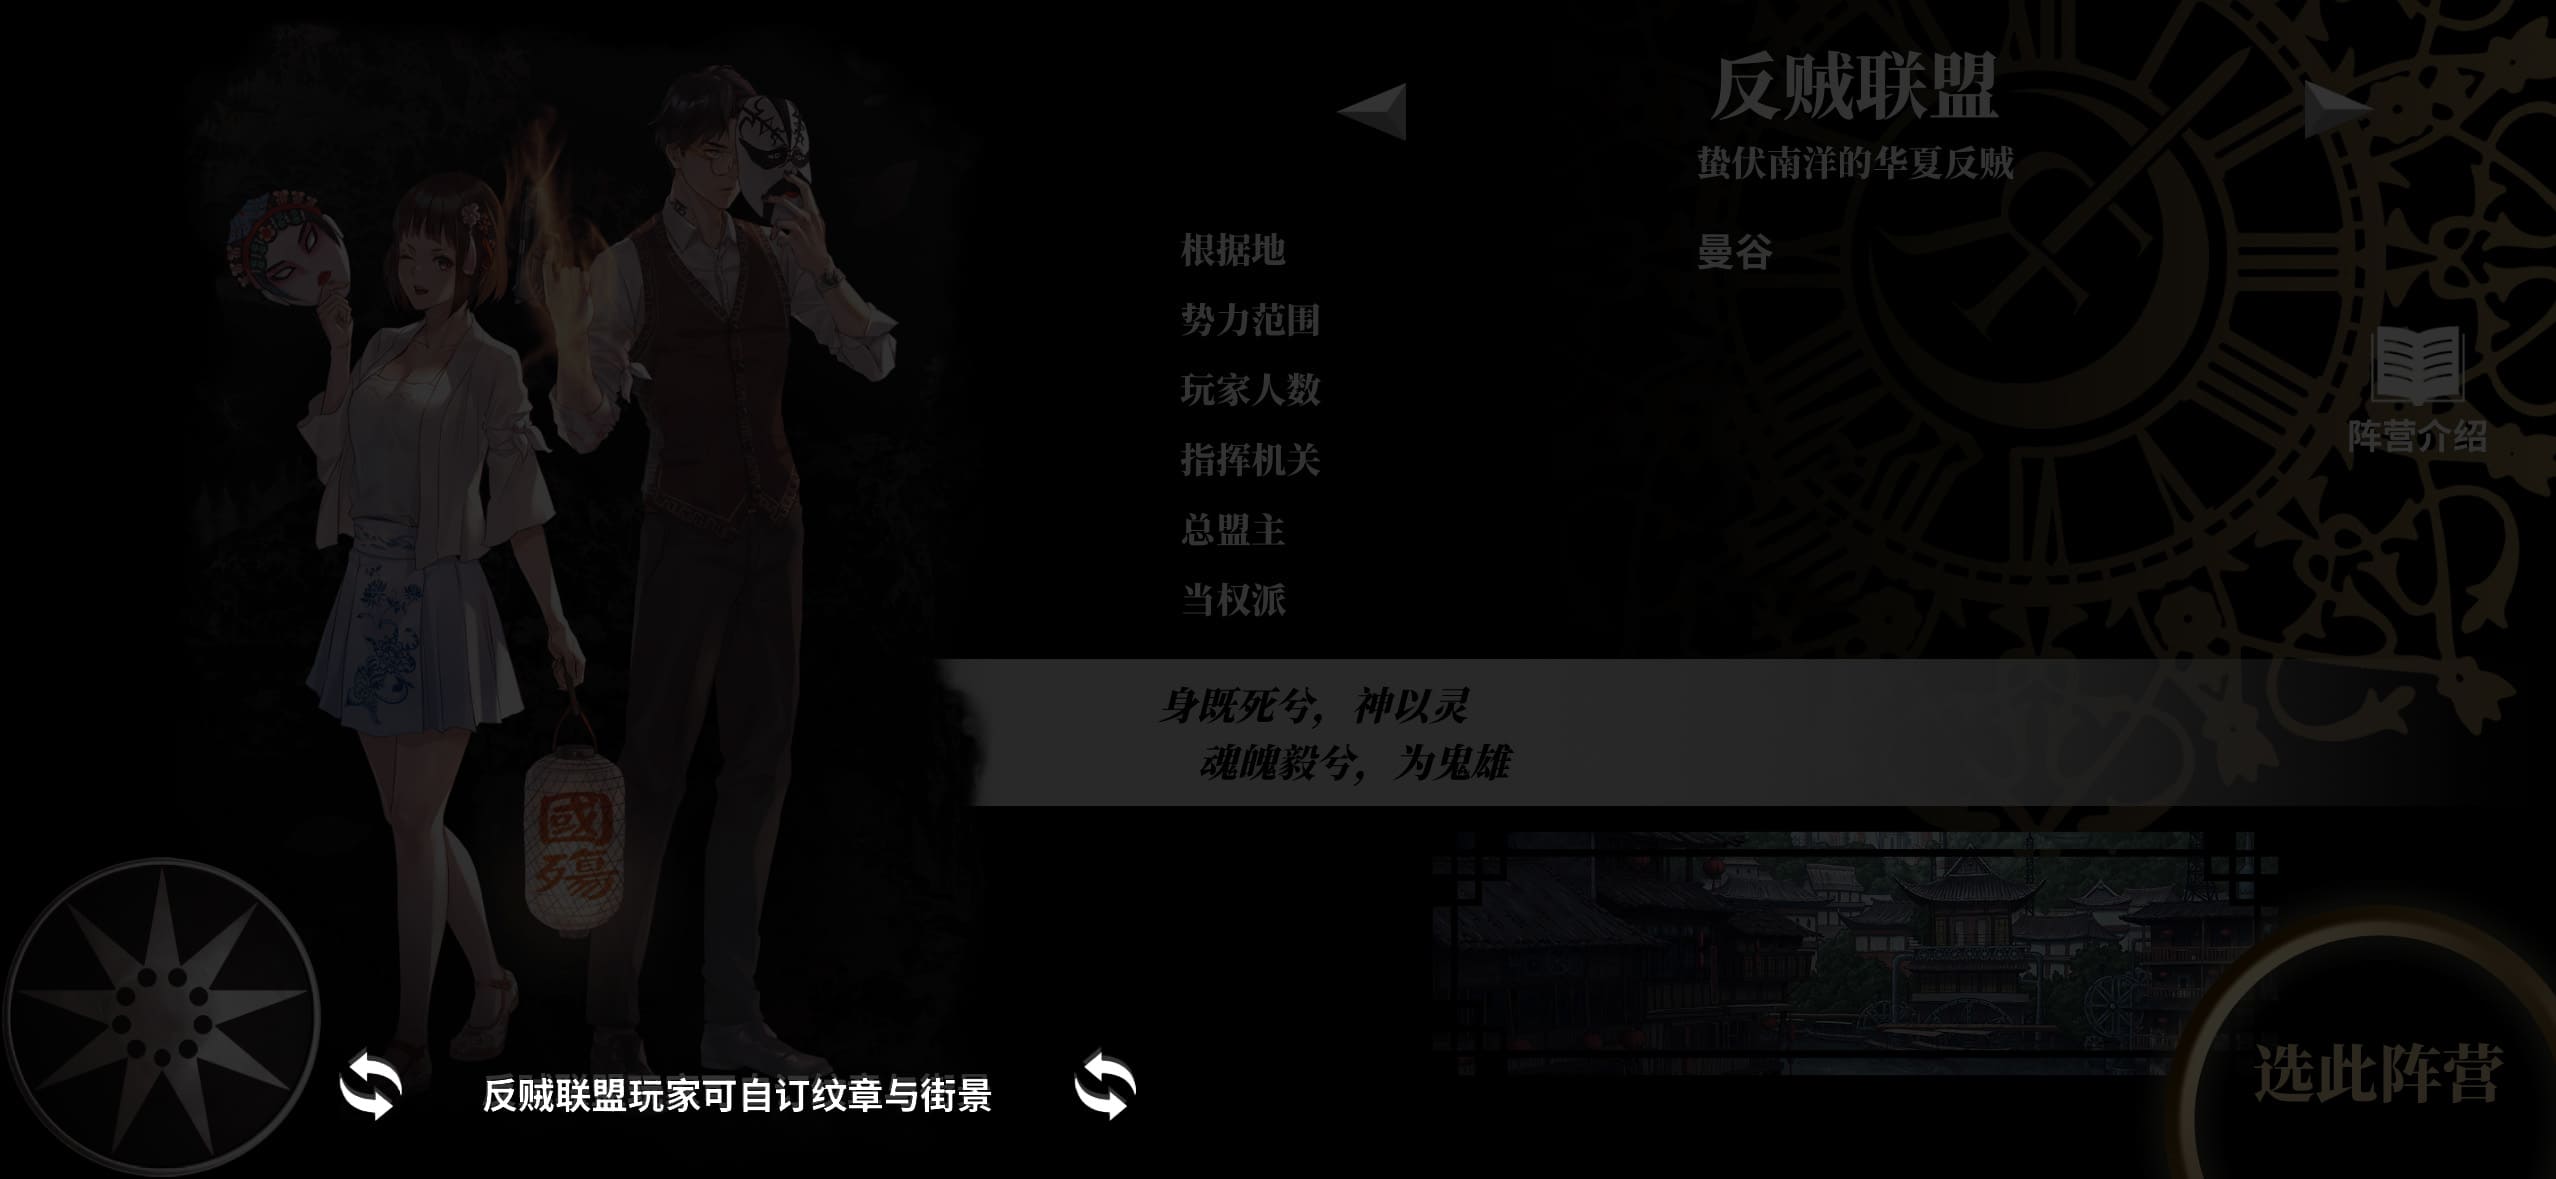 反贼联盟
蛰伏南洋的华夏反贼
根据地
曼谷
势力范围
玩家人数
指挥机关
总盟主
当权派
阵营介绍
身既死兮，神以灵
魂魄毅兮，为鬼雄
國
殤
反贼联盟玩家可自订纹章与街景
选此阵营